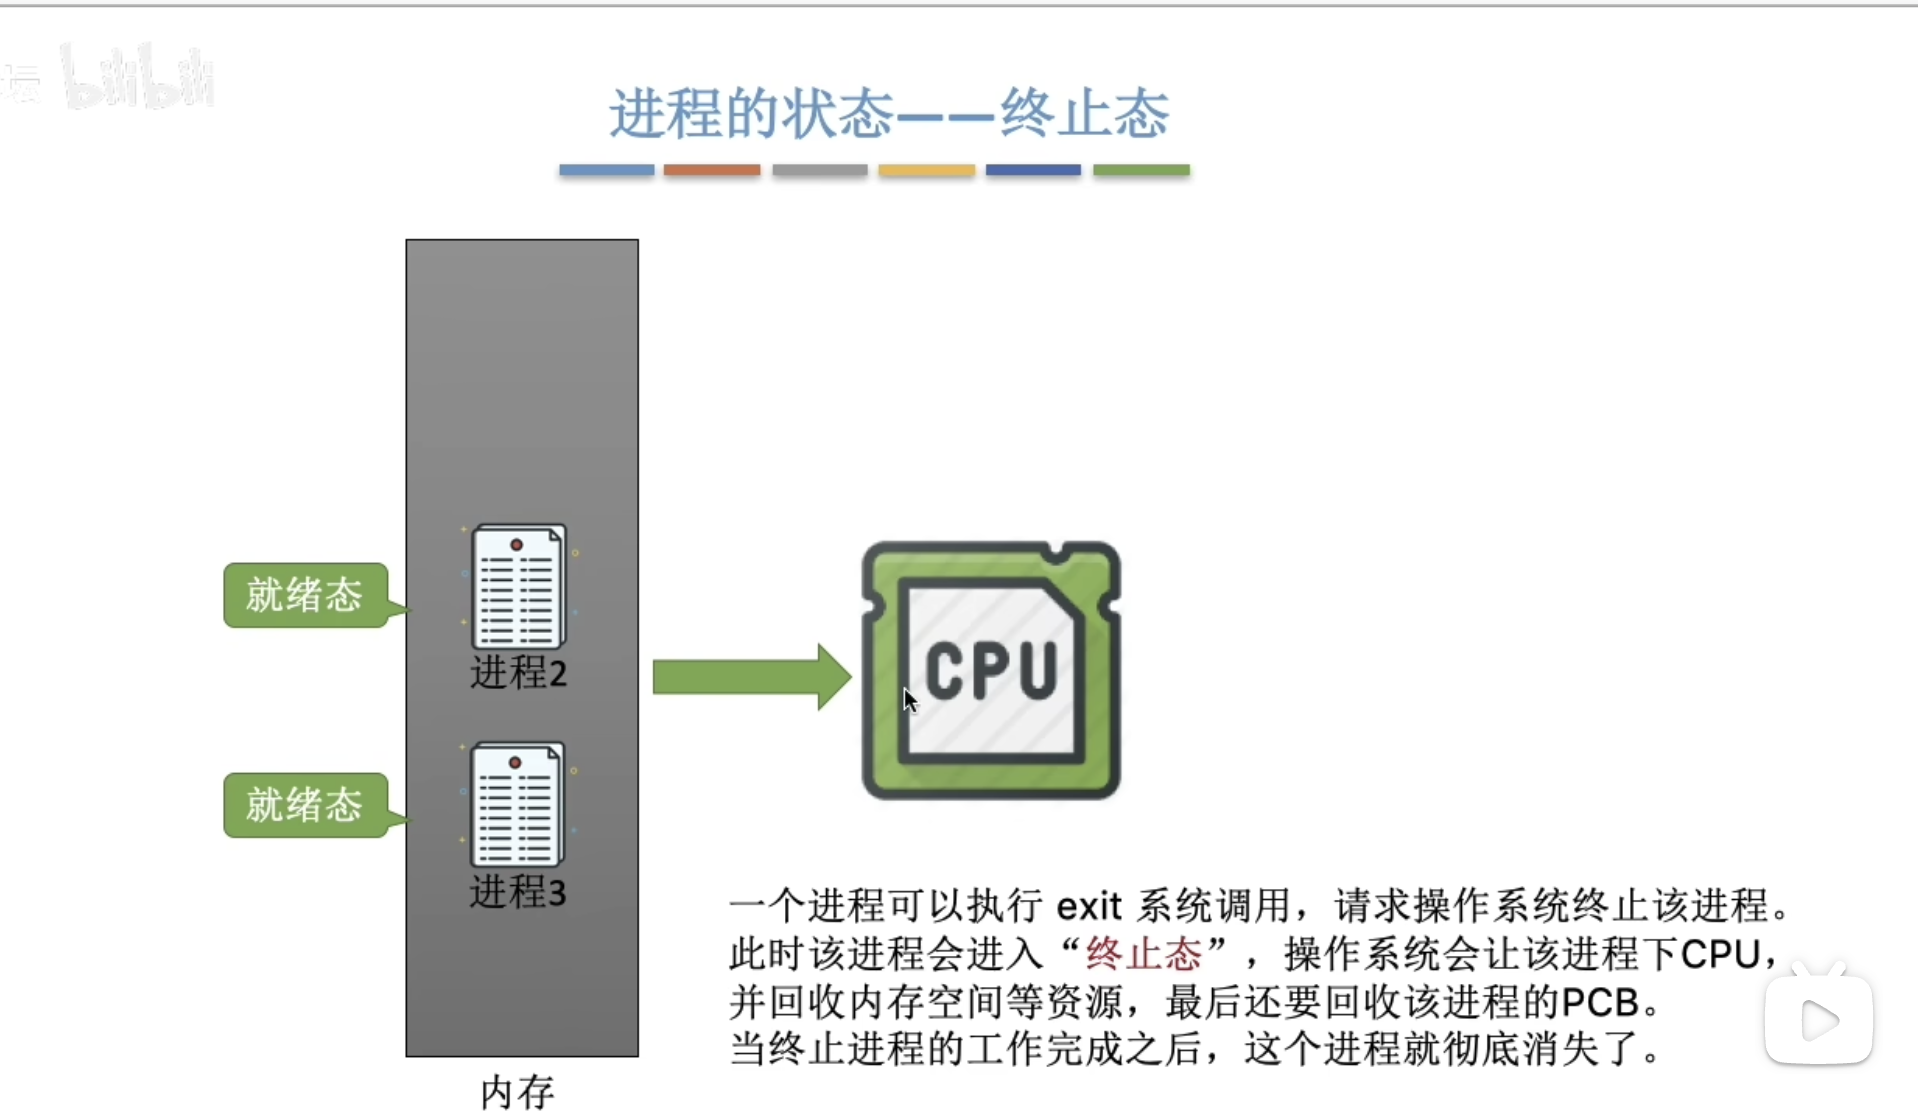 坛 bilibili
进程的状态——终止态
就绪态
进程2
CPU
就绪态
进程3
一个进程可以执行 exit 系统调用，请求操作系统终止该进程。
此时该进程会进入“终止态”，操作系统会让该进程下CPU，
并回收内存空间等资源，最后还要回收该进程的PCB。
当终止进程的工作完成之后，这个进程就彻底消失了。
内存